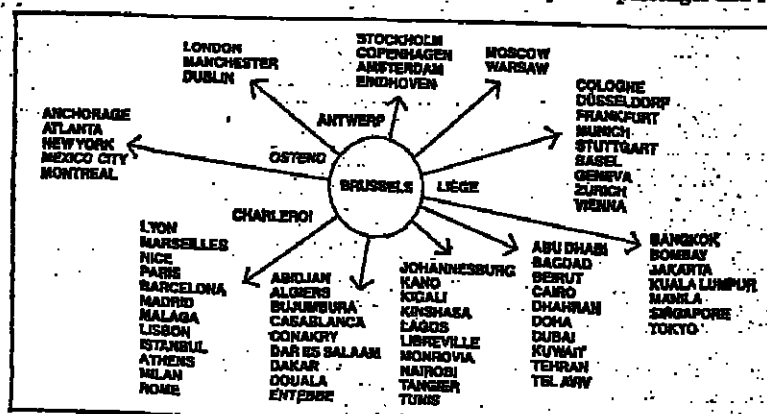 LONDON
MANCHESTER
DUBLIN
STOCKHOLM
COPENHAGEN
AMSTERDAM
EINDHOVEN
MOSCOW
WARSAW
COLOGNE
DÜSSELDORF
FRANKFURT
MUNICH
STUTTGART
BASEL
GENEVA
ZÜRICH
VIENNA
ANCHORAGE
ATLANTA
NEW YORK
MEXICO CITY
MONTREAL
ANTWERP
OSTEND
BRUSSELS
LIÈGE
CHARLEROI
LYON
MARSEILLES
NICE
PARIS
BARCELONA
MADRID
MALAGA
LISBON
ISTANBUL
ATHENS
MILAN
ROME
ABIDJAN
ALGIERS
BUJUMBURA
CASABLANCA
CONAKRY
DAR ES SALAAM
DAKAR
DOUALA
ENTEBBE
JOHANNESBURG
KANO
KIGALI
KINSHASA
LAGOS
LIBREVILLE
MONROVIA
NAIROBI
TANGIER
TUNIS
ABU DHABI
BAGDAD
BEIRUT
CAIRO
DHAHRAN
DOHA
DUBAI
KUWAIT
TEHRAN
TEL AVIV
BANGKOK
BOMBAY
JAKARTA
KUALA LUMPUR
MANILA
SINGAPORE
TOKYO